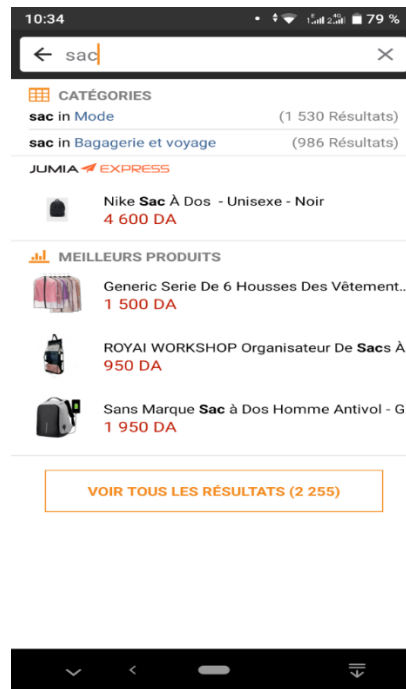 10:34 79 %
sac
CATÉGORIES
sac in Mode (1 530 Résultats)
sac in Bagagerie et voyage (986 Résultats)
JUMIA EXPRESS
Nike Sac À Dos - Unisexe - Noir
4 600 DA
MEILLEURS PRODUITS
Generic Serie De 6 Housses Des Vêtement..
1 500 DA
ROYAI WORKSHOP Organisateur De Sacs À
950 DA
Sans Marque Sac à Dos Homme Antivol - G
1 950 DA
VOIR TOUS LES RÉSULTATS (2 255)